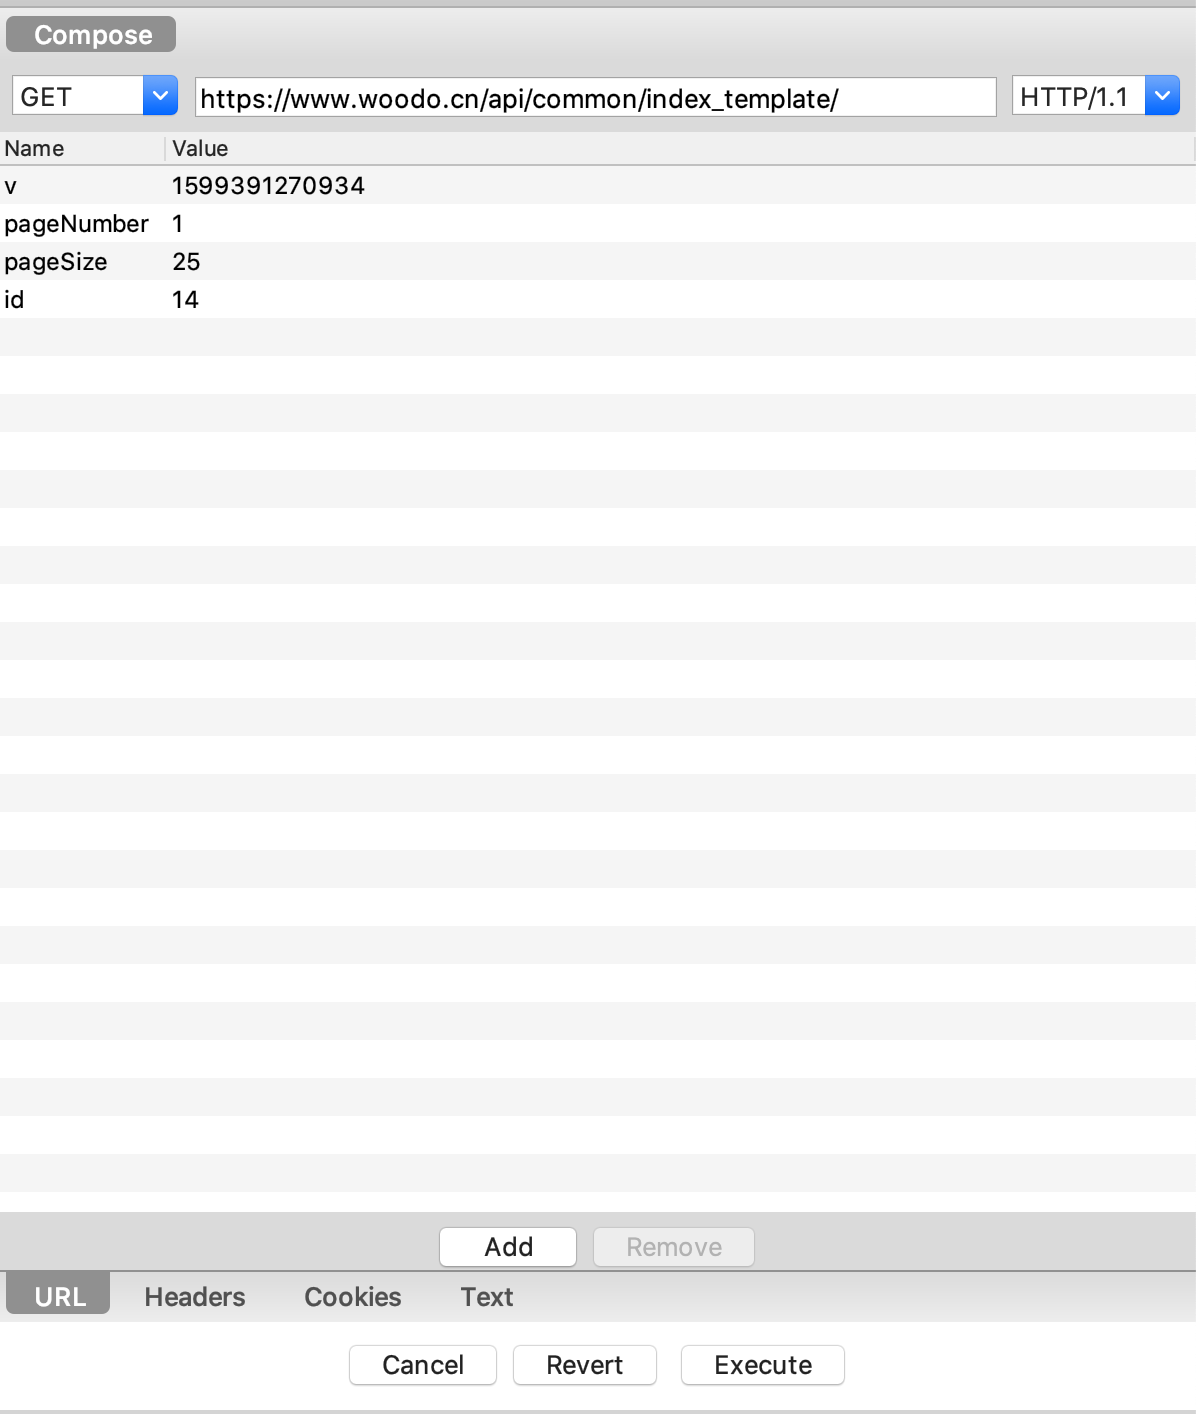 Compose
GET https://www.woodo.cn/api/common/index_template/ HTTP/1.1
Name Value
v 1599391270934
pageNumber 1
pageSize 25
id 14
Add Remove
URL Headers Cookies Text
Cancel Revert Execute